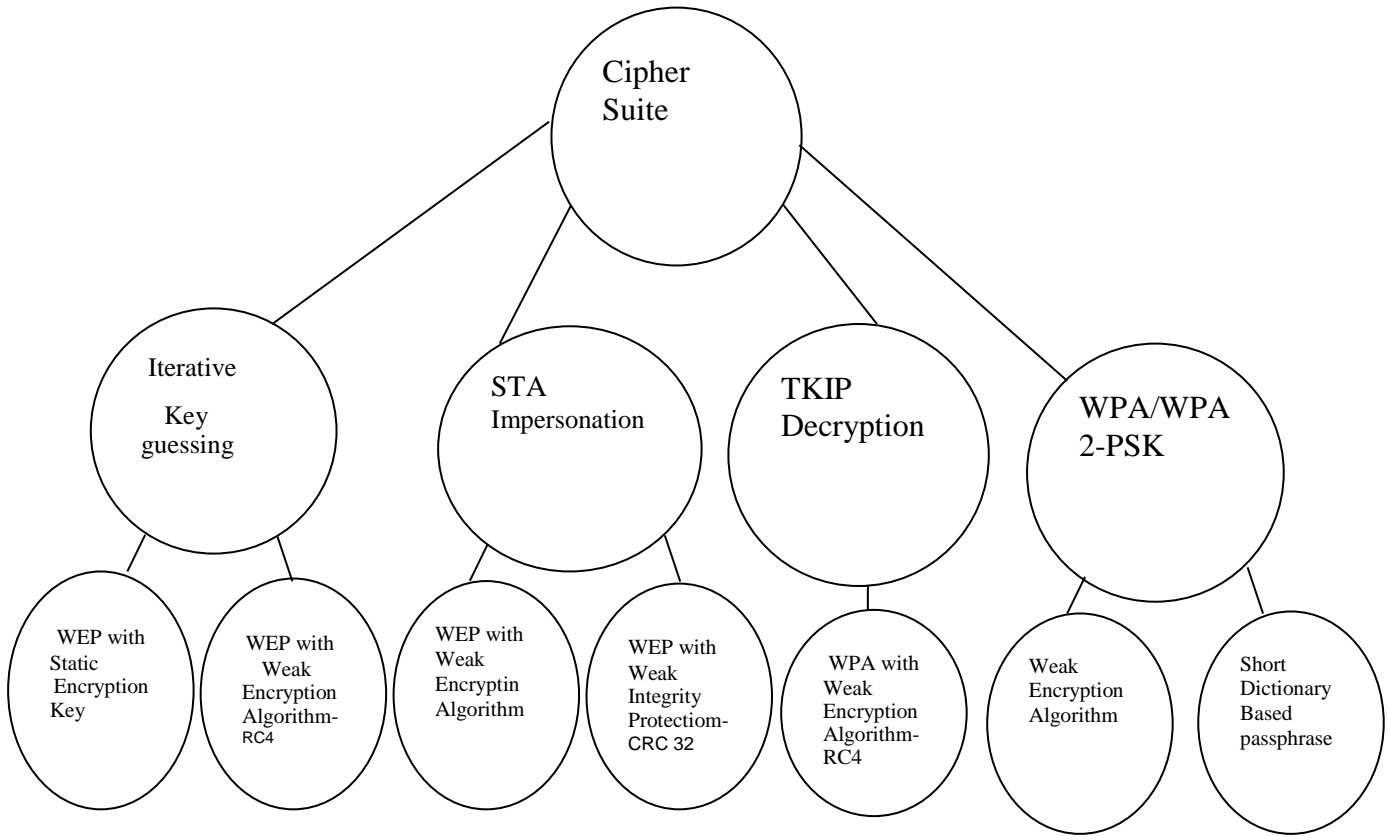 Cipher
Suite
Iterative
Key
guessing
STA
Impersonation
TKIP
Decryption
WPA/WPA
2-PSK
WEP with
Static
Encryption
Key
WEP with
Weak
Encryption
Algorithm-
RC4
WEP with
Weak
Encryptin
Algorithm
WEP with
Weak
Integrity
Protectiom-
CRC 32
WPA with
Weak
Encryption
Algorithm-
RC4
Weak
Encryption
Algorithm
Short
Dictionary
Based
passphrase